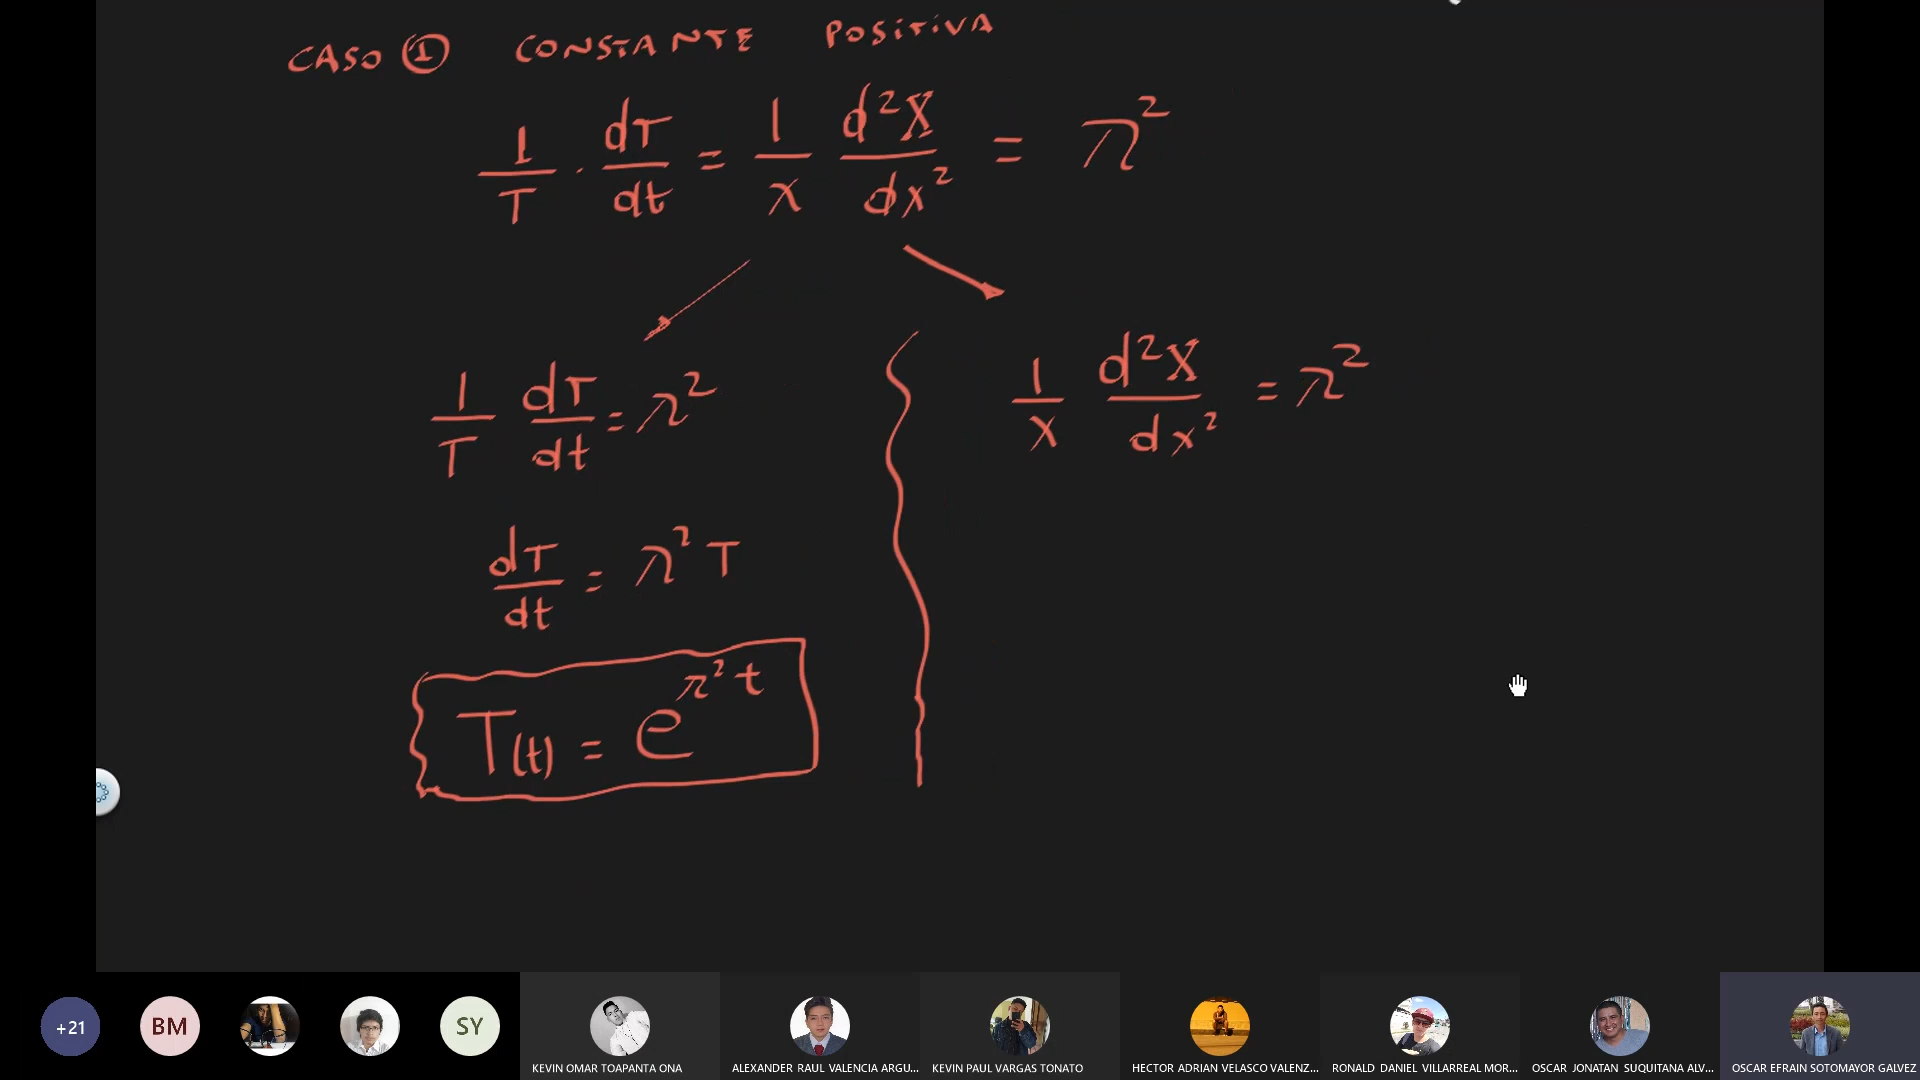 CASO ① CONSTANTE POSITIVA
1/T · dT/dt = 1/X d²X/dx² = λ²
1/T dT/dt = λ²
1/X d²X/dx² = λ²
dT/dt = λ² T
T(t) = e^λ² t
+21
BM
SY
KEVIN OMAR TOAPANTA ONA
ALEXANDER RAUL VALENCIA ARGU...
KEVIN PAUL VARGAS TONATO
HECTOR ADRIAN VELASCO VALENZ...
RONALD DANIEL VILLARREAL MOR...
OSCAR JONATAN SUQUITANA ALV...
OSCAR EFRAIN SOTOMAYOR GALVEZ